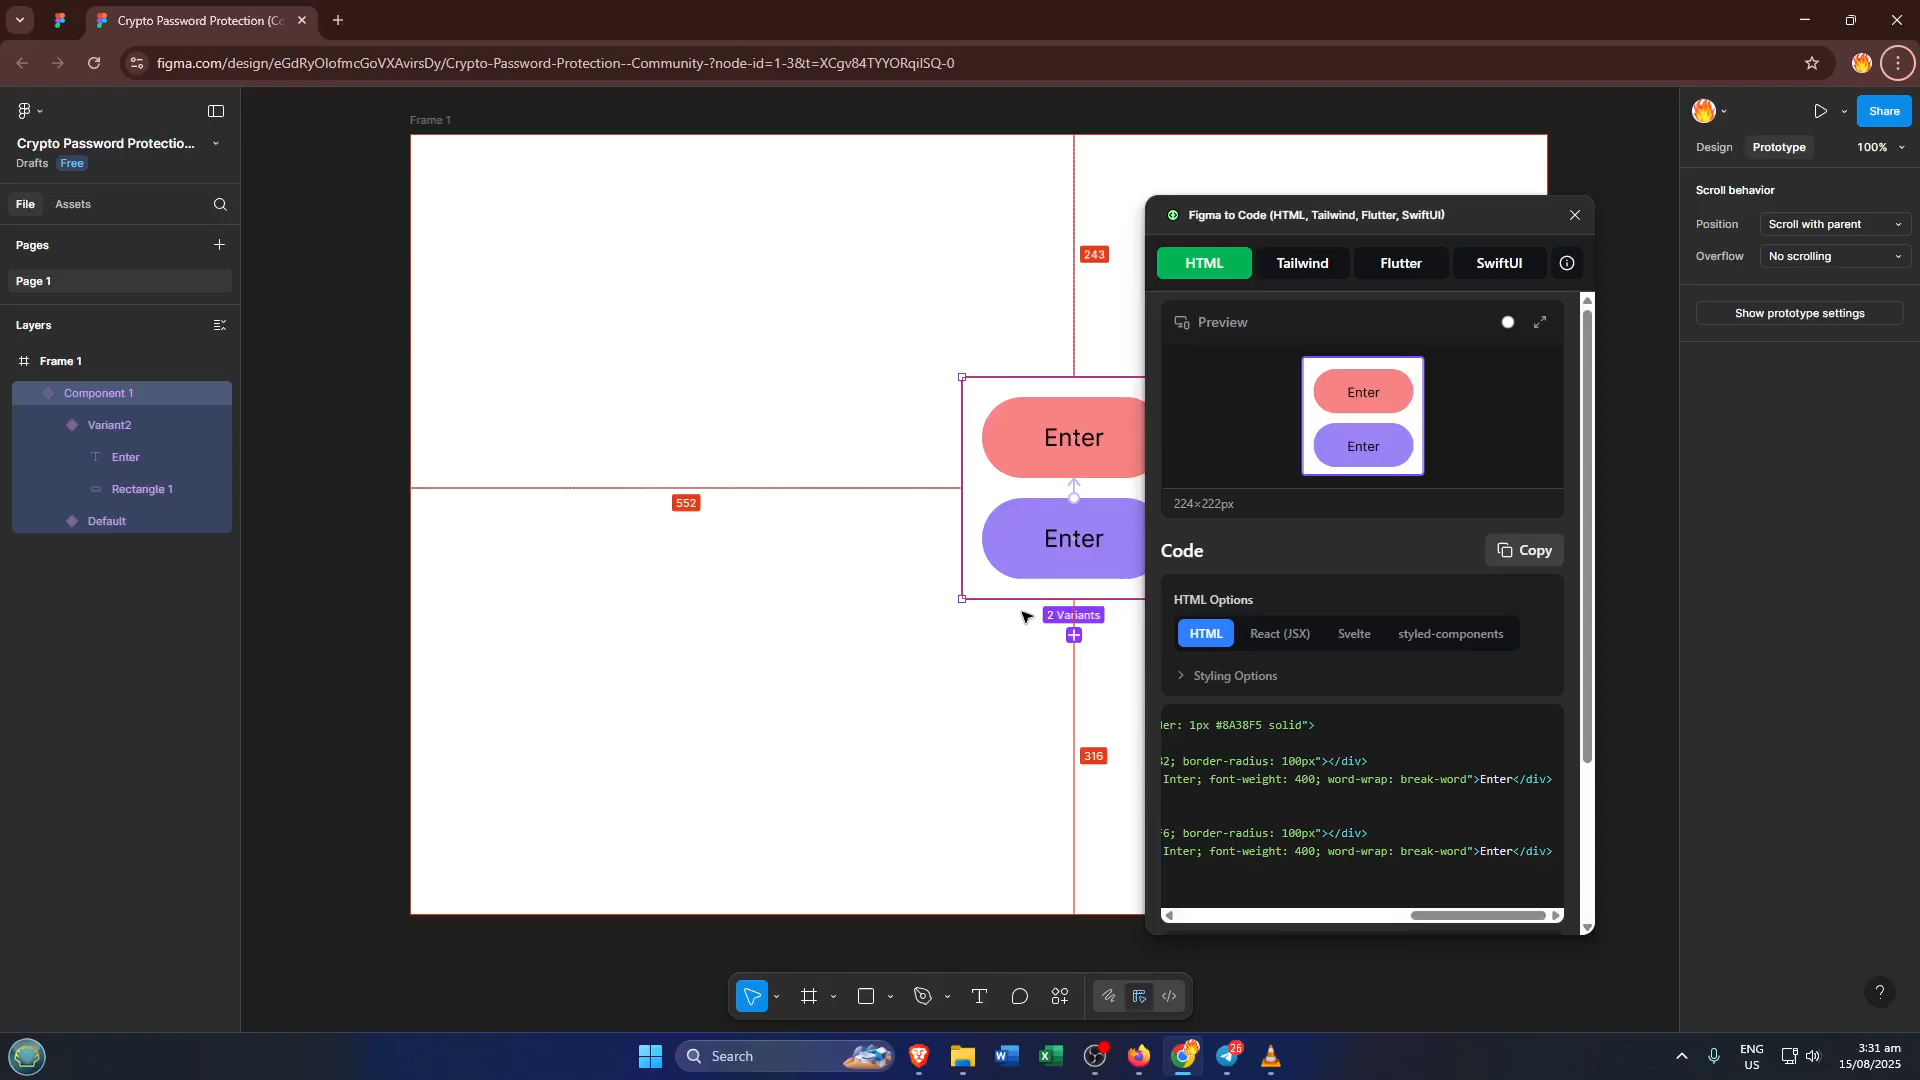 Crypto Password Protection (Co
figma.com/design/eGdRyOlofmcGoVXAvirsDy/Crypto-Password-Protection--Community-?node-id=1-3&t=XCgv84TYYORqilSQ-0
Crypto Password Protectio...
Drafts
Free
File
Assets
Pages
Page 1
Layers
Frame 1
Component 1
Variant2
Enter
Rectangle 1
Default
Frame 1
243
552
Enter
Enter
2 Variants
316
Figma to Code (HTML, Tailwind, Flutter, SwiftUI)
HTML
Tailwind
Flutter
SwiftUI
Preview
Enter
Enter
224×222px
Code
Copy
HTML Options
HTML
React (JSX)
Svelte
styled-components
Styling Options
der: 1px #8A38F5 solid">
32; border-radius: 100px"></div>
Inter; font-weight: 400; word-wrap: break-word">Enter</div>
F6; border-radius: 100px"></div>
Inter; font-weight: 400; word-wrap: break-word">Enter</div>
Share
Design
Prototype
100%
Scroll behavior
Position
Scroll with parent
Overflow
No scrolling
Show prototype settings
?
Search
26
ENG
US
3:31 am
15/08/2025